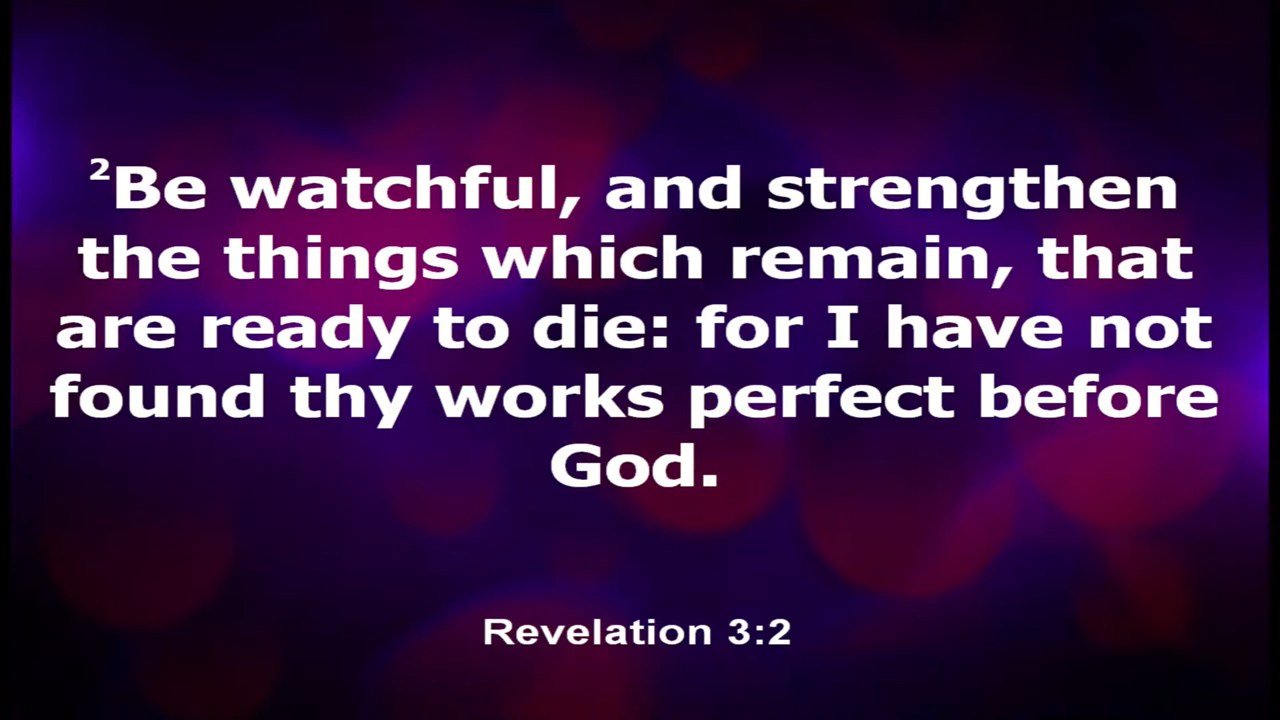 ²Be watchful, and strengthen
the things which remain, that
are ready to die: for I have not
found thy works perfect before
God.
Revelation 3:2